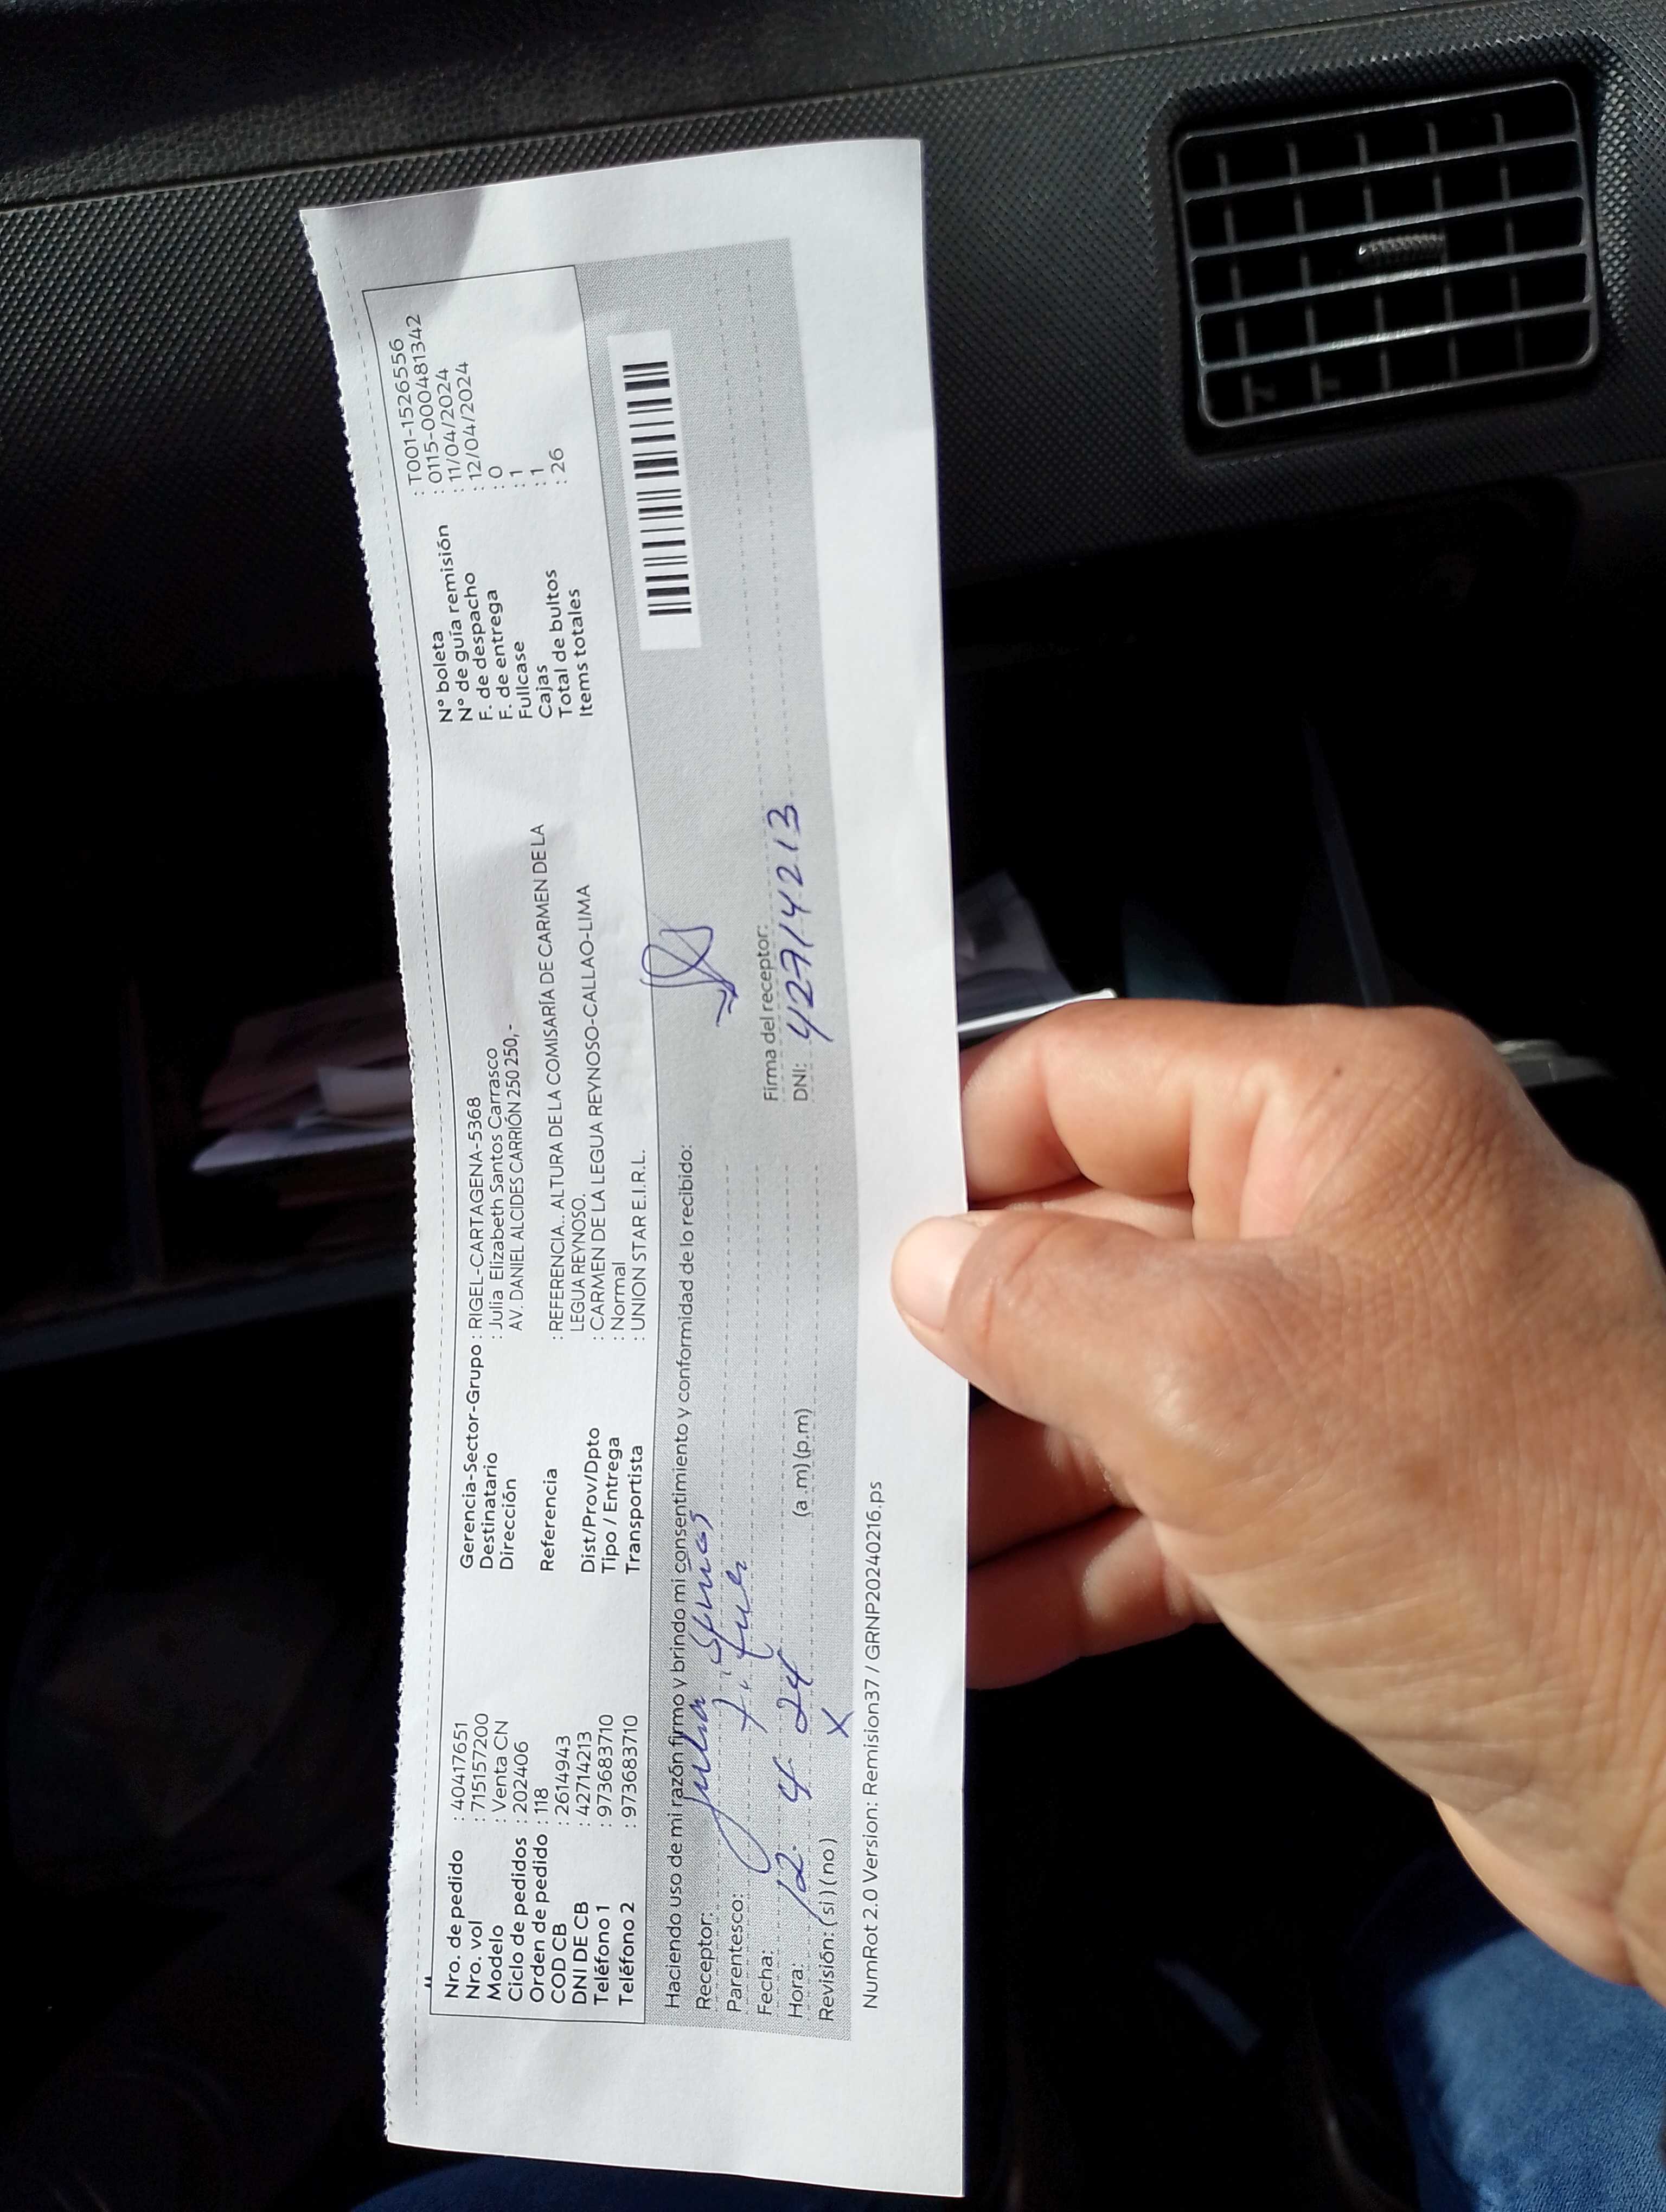 Nro. de pedido : 40417651
Nro. vol : 715157200
Modelo : Venta CN
Ciclo de pedidos : 202406
Orden de pedido : 118
COD CB : 2614943
DNI DE CB : 42714213
Teléfono 1 : 973683710
Teléfono 2 : 973683710
Gerencia-Sector-Grupo : RIGEL-CARTAGENA-5368
Destinatario : Julia Elizabeth Santos Carrasco
Dirección AV. DANIEL ALCIDES CARRIÓN 250 250,-
Referencia : REFERENCIA.. ALTURA DE LA COMISARÍA DE CARMEN DE LA
LEGUA REYNOSO.
Dist/Prov/Dpto : CARMEN DE LA LEGUA REYNOSO-CALLAO-LIMA
Tipo / Entrega : Normal
Transportista : UNION STAR E.I.R.L.
N° boleta : T001-1526556
N° de guía remisión : 0115-0000481342
F. de despacho : 11/04/2024
F. de entrega : 12/04/2024
Fullcase : 0
Cajas : 1
Total de bultos : 1
Items totales : 26
Haciendo uso de mi razón firmo y brindo mi consentimiento y conformidad de lo recibido:
Receptor: Julia
Parentesco:
Fecha: 12 4 24
Hora: (a .m) (p.m)
Revisión: ( si ) ( no ) X
Firma del receptor:
DNI: 42714213
NumRot 2.0 Version: Remision37 / GRNP20240216.ps